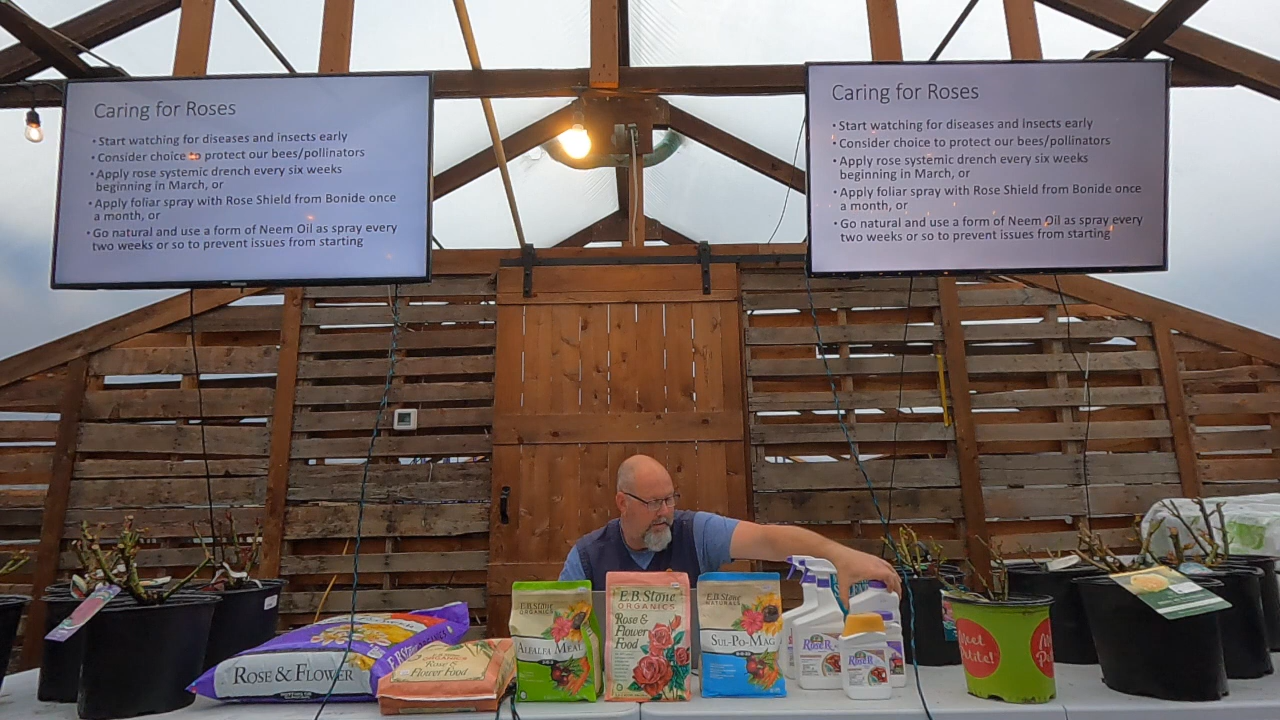 Caring for Roses
• Start watching for diseases and insects early
• Consider choice to protect our bees/pollinators
• Apply rose systemic drench every six weeks
beginning in March, or
• Apply foliar spray with Rose Shield from Bonide once
a month, or
• Go natural and use a form of Neem Oil as spray every
two weeks or so to prevent issues from starting
Caring for Roses
• Start watching for diseases and insects early
• Consider choice to protect our bees/pollinators
• Apply rose systemic drench every six weeks
beginning in March, or
• Apply foliar spray with Rose Shield from Bonide once
a month, or
• Go natural and use a form of Neem Oil as spray every
two weeks or so to prevent issues from starting
ROSE & FLOWER
E.B. STONE
ORGANICS
Rose &
Flower Food
E.B. Stone
ORGANICS
ALFALFA MEAL
E.B. Stone
ORGANICS
Rose &
Flower
Food
E.B. Stone
NATURALS
SUL-PO-MAG